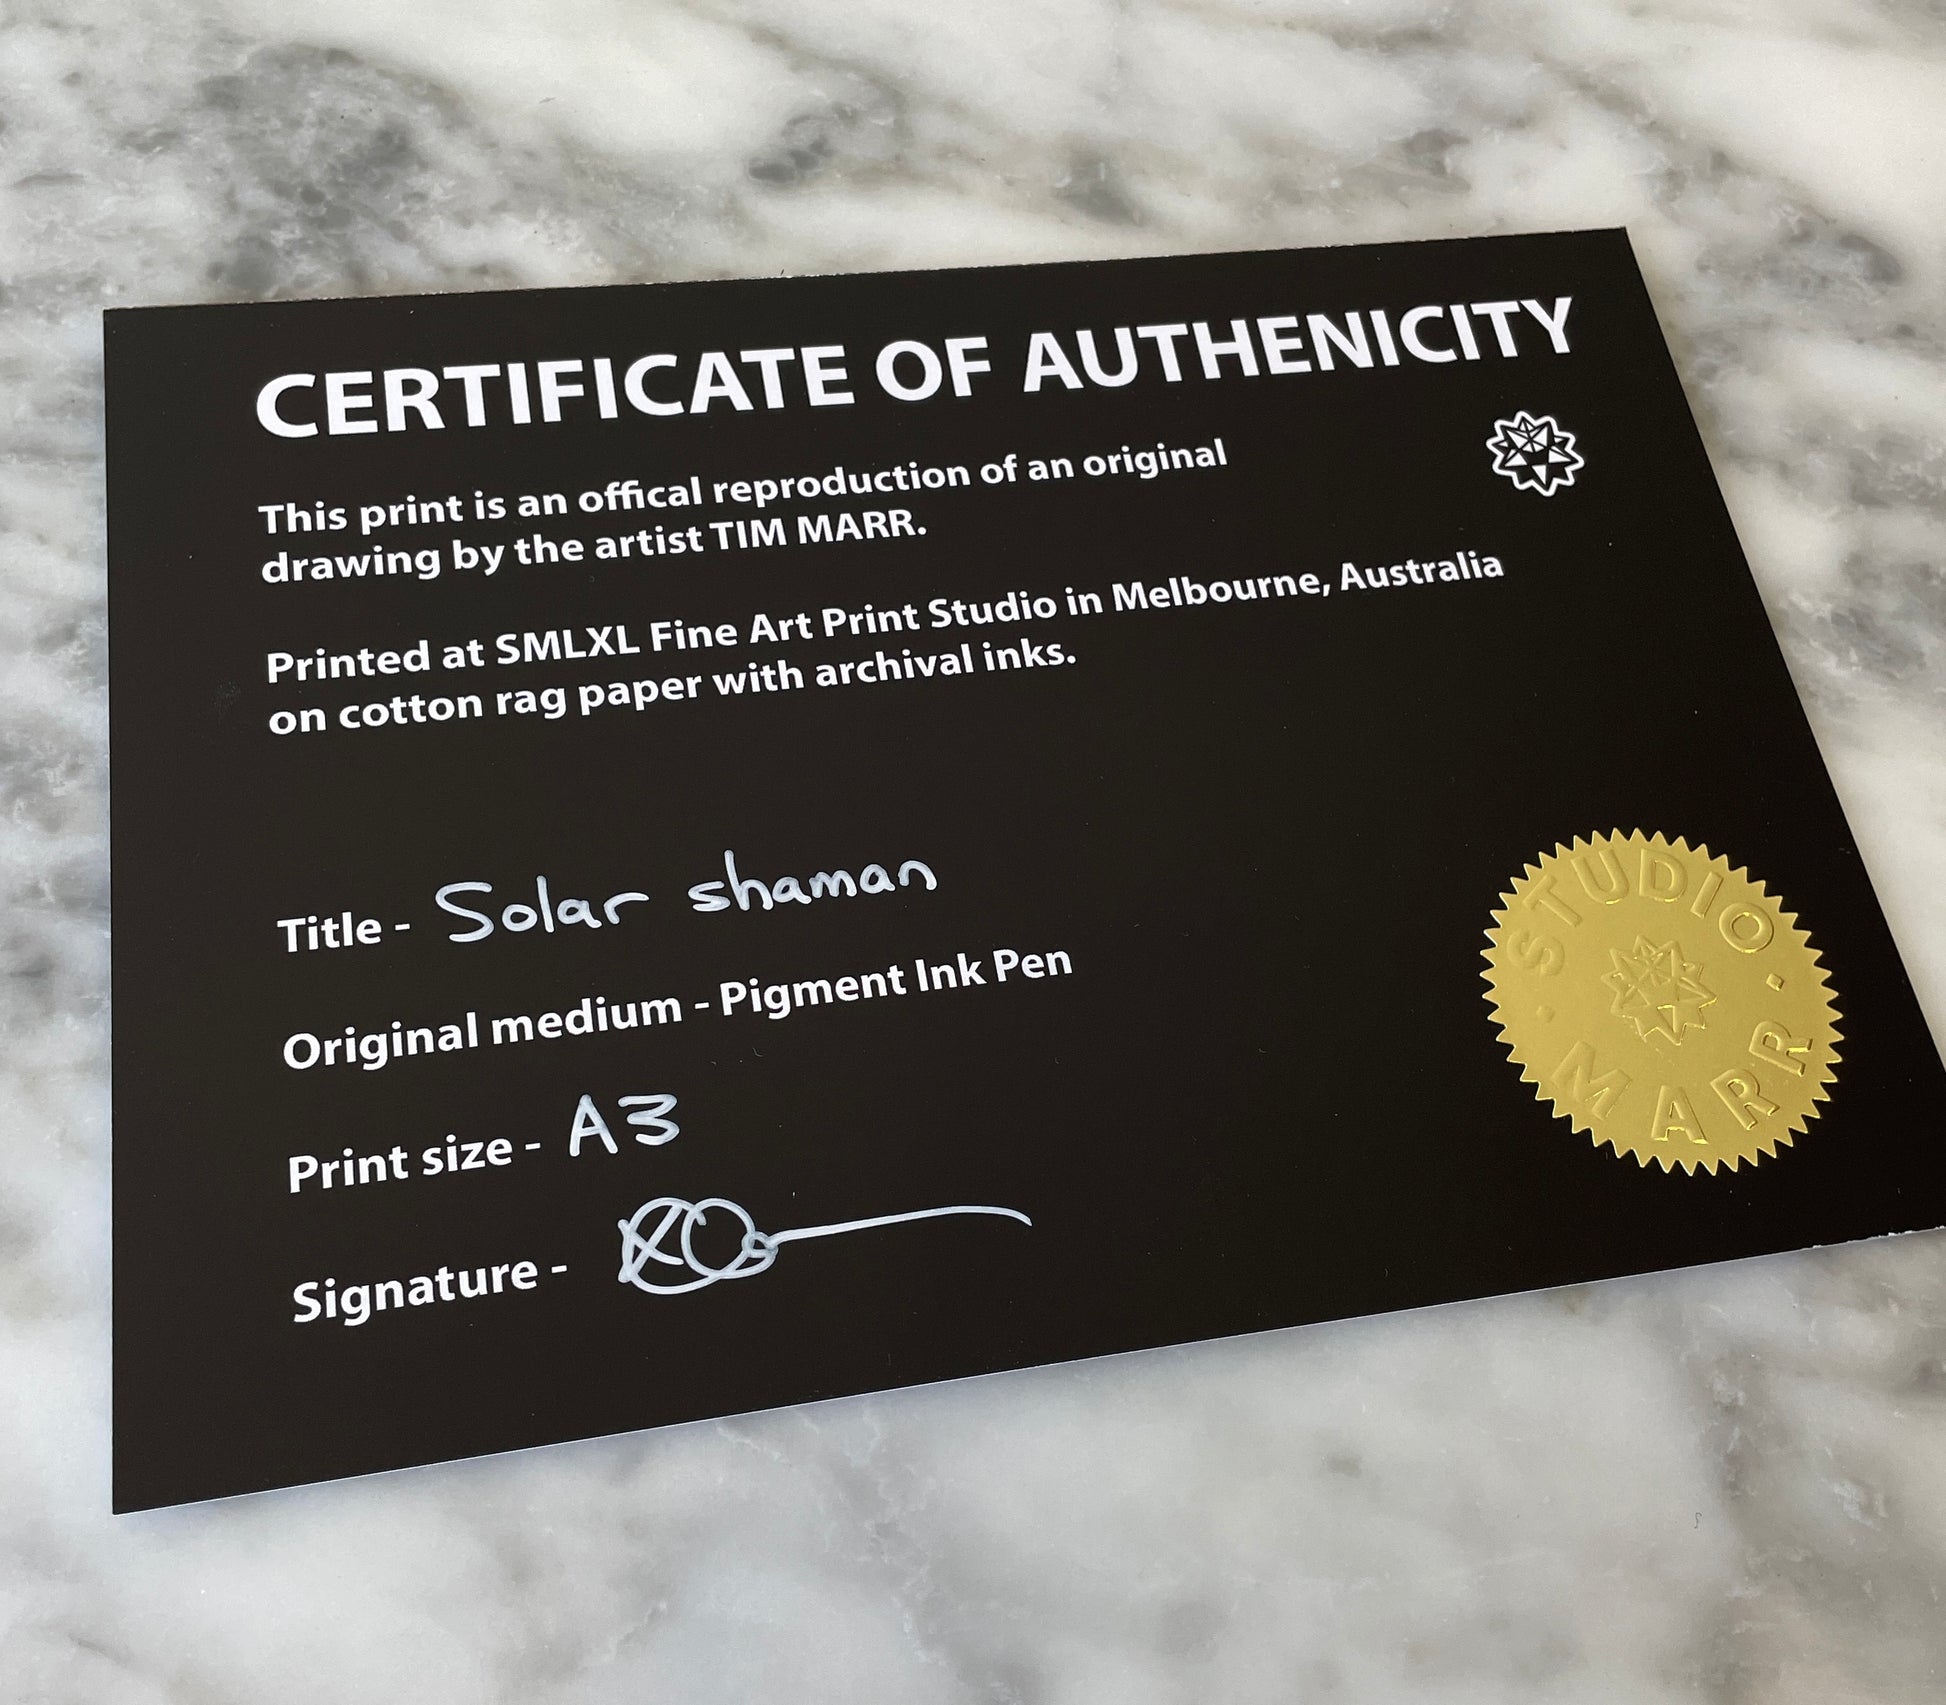 CERTIFICATE OF AUTHENICITY
This print is an offical reproduction of an original
drawing by the artist TIM MARR.
Printed at SMLXL Fine Art Print Studio in Melbourne, Australia
on cotton rag paper with archival inks.
Title - Solar shaman
Original medium - Pigment Ink Pen
Print size - A3
Signature -
· STUDIO · MARR